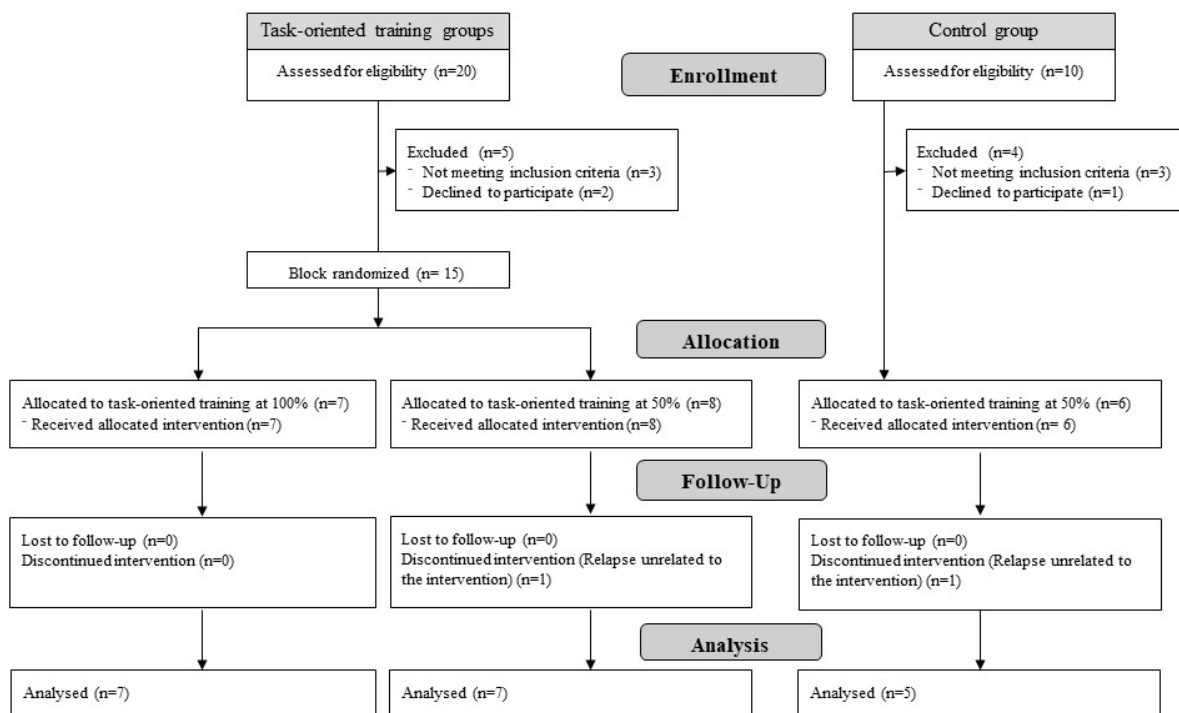 Task-oriented training groups
Assessed for eligibility (n=20)
Enrollment
Control group
Assessed for eligibility (n=10)
Excluded (n=5)
- Not meeting inclusion criteria (n=3)
- Declined to participate (n=2)
Excluded (n=4)
- Not meeting inclusion criteria (n=3)
- Declined to participate (n=1)
Block randomized (n= 15)
Allocation
Allocated to task-oriented training at 100% (n=7)
- Received allocated intervention (n=7)
Allocated to task-oriented training at 50% (n=8)
- Received allocated intervention (n=8)
Allocated to task-oriented training at 50% (n=6)
- Received allocated intervention (n= 6)
Follow-Up
Lost to follow-up (n=0)
Discontinued intervention (n=0)
Lost to follow-up (n=0)
Discontinued intervention (Relapse unrelated to
the intervention) (n=1)
Lost to follow-up (n=0)
Discontinued intervention (Relapse unrelated to
the intervention) (n=1)
Analysis
Analysed (n=7)
Analysed (n=7)
Analysed (n=5)